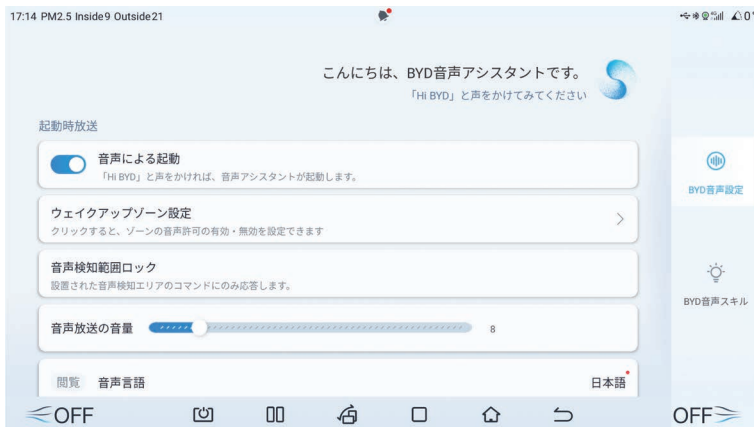 17:14 PM2.5 Inside9 Outside21
こんにちは、BYD音声アシスタントです。
「Hi BYD」と声をかけてみてください
起動時放送
音声による起動
「Hi BYD」と声をかければ、音声アシスタントが起動します。
ウェイクアップゾーン設定
クリックすると、ゾーンの音声許可の有効・無効を設定できます
音声検知範囲ロック
設置された音声検知エリアのコマンドにのみ応答します。
音声放送の音量
8
閲覧 音声言語 日本語
BYD音声設定
BYD音声スキル
OFF
OFF